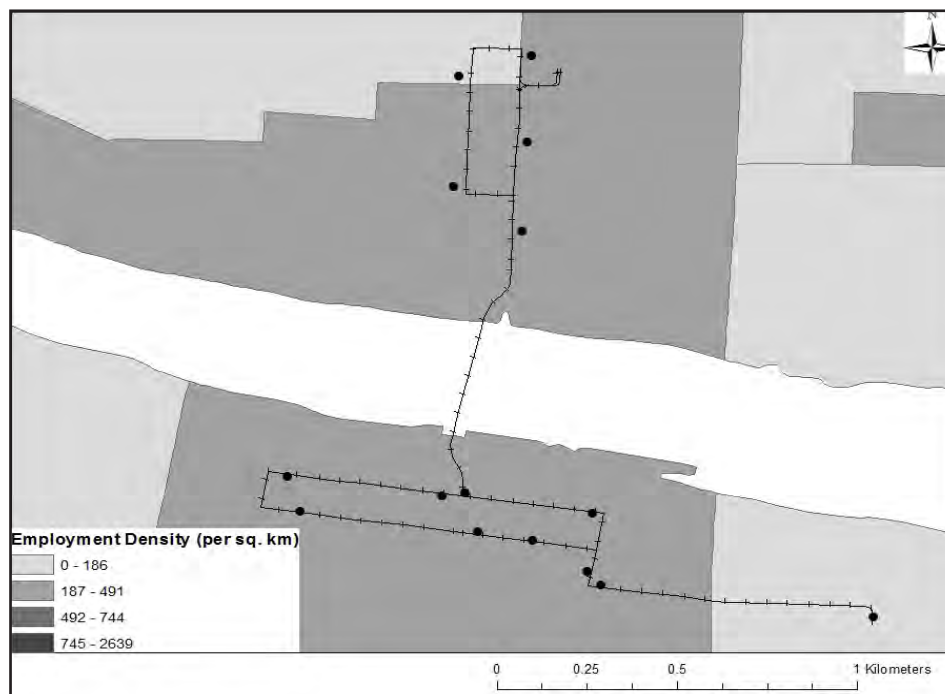 N
Employment Density (per sq. km)
0 - 186
187 - 491
492 - 744
745 - 2639
0 0.25 0.5 1 Kilometers